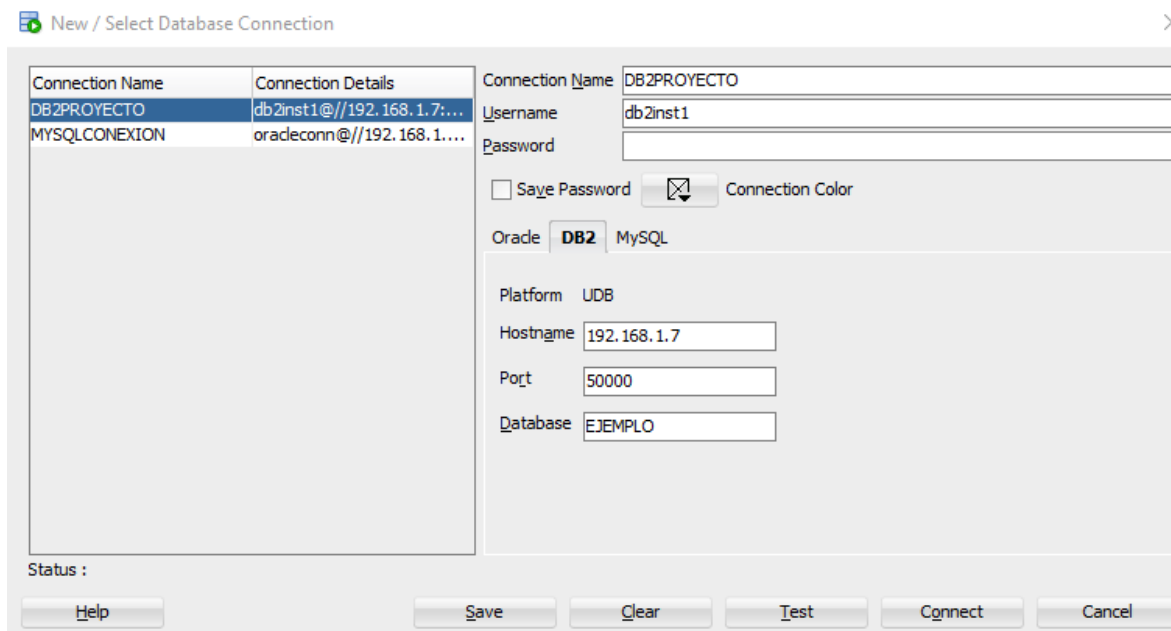 New / Select Database Connection
Connection Name Connection Details
DB2PROYECTO db2inst1@//192.168.1.7:...
MYSQLCONEXION oracleconn@//192.168.1....
Connection Name DB2PROYECTO
Username db2inst1
Password
Save Password Connection Color
Oracle DB2 MySQL
Platform UDB
Hostname 192.168.1.7
Port 50000
Database EJEMPLO
Status :
Help Save Clear Test Connect Cancel